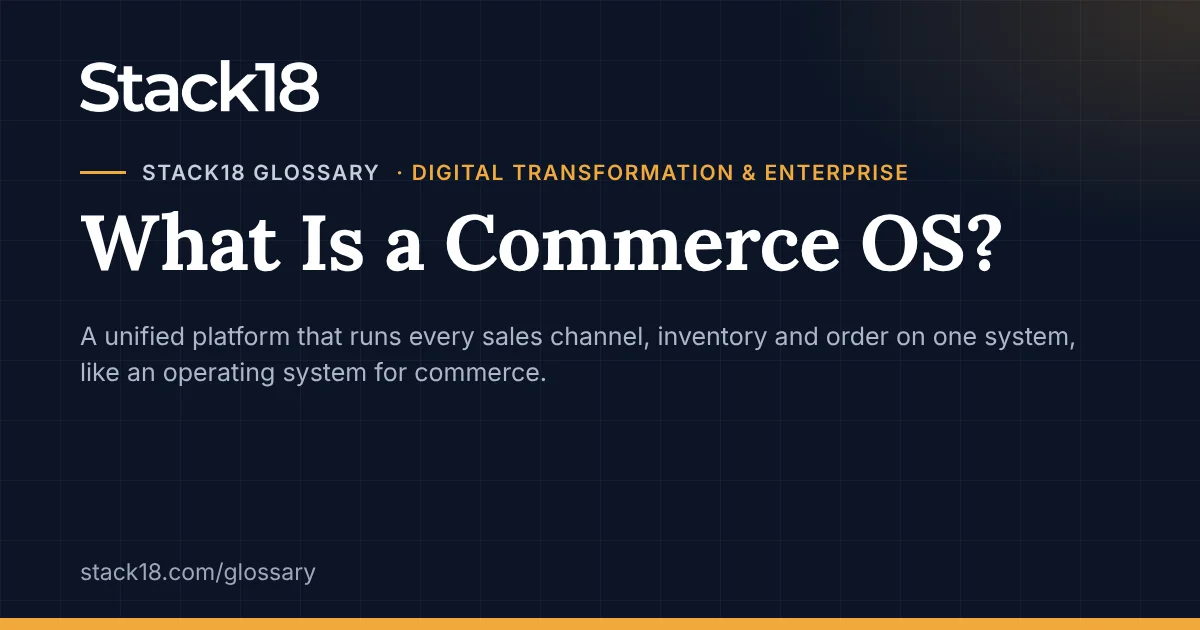 Stack18
STACK18 GLOSSARY · DIGITAL TRANSFORMATION & ENTERPRISE
What Is a Commerce OS?
A unified platform that runs every sales channel, inventory and order on one system,
like an operating system for commerce.
stack18.com/glossary